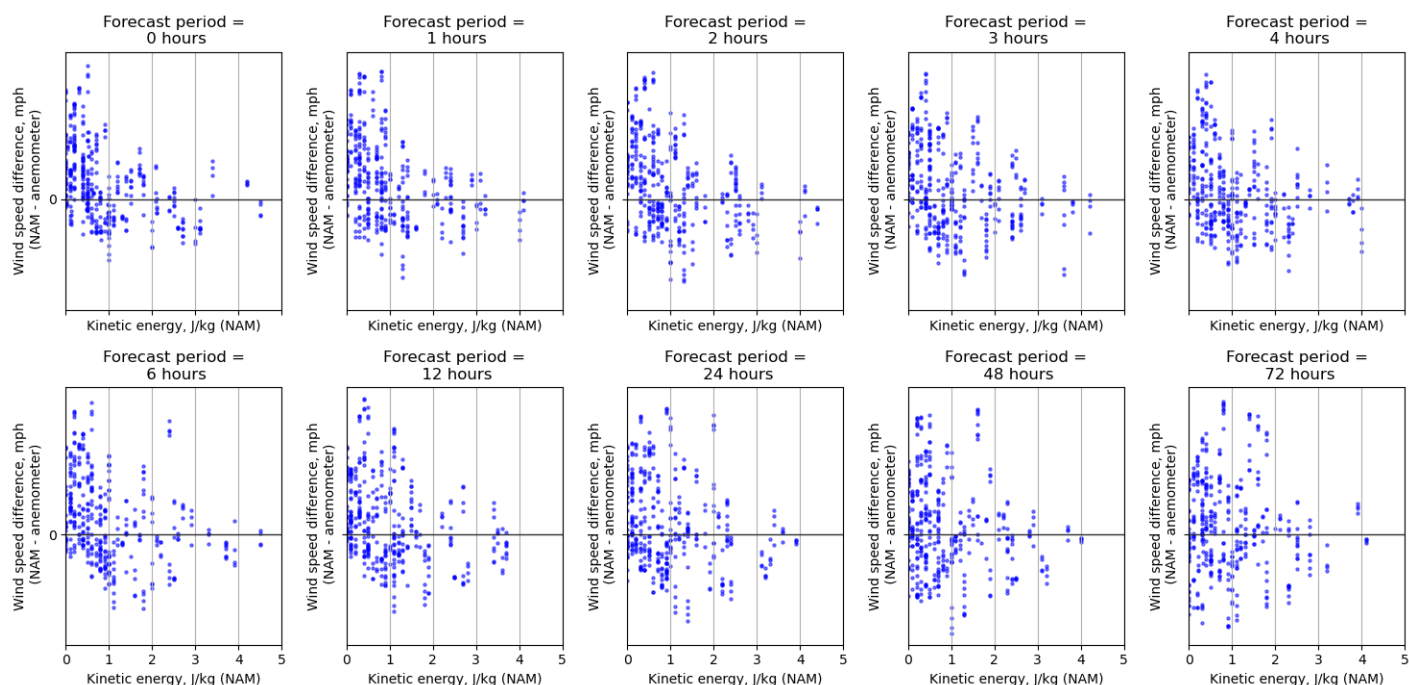 Forecast period =
0 hours
Forecast period =
1 hours
Forecast period =
2 hours
Forecast period =
3 hours
Forecast period =
4 hours
Wind speed difference, mph
(NAM - anemometer)
0
Kinetic energy, J/kg (NAM)
Wind speed difference, mph
(NAM - anemometer)
Kinetic energy, J/kg (NAM)
Wind speed difference, mph
(NAM - anemometer)
Kinetic energy, J/kg (NAM)
Wind speed difference, mph
(NAM - anemometer)
Kinetic energy, J/kg (NAM)
Wind speed difference, mph
(NAM - anemometer)
Kinetic energy, J/kg (NAM)
Forecast period =
6 hours
Forecast period =
12 hours
Forecast period =
24 hours
Forecast period =
48 hours
Forecast period =
72 hours
Wind speed difference, mph
(NAM - anemometer)
0
0 1 2 3 4 5
Kinetic energy, J/kg (NAM)
Wind speed difference, mph
(NAM - anemometer)
0 1 2 3 4 5
Kinetic energy, J/kg (NAM)
Wind speed difference, mph
(NAM - anemometer)
0 1 2 3 4 5
Kinetic energy, J/kg (NAM)
Wind speed difference, mph
(NAM - anemometer)
0 1 2 3 4 5
Kinetic energy, J/kg (NAM)
Wind speed difference, mph
(NAM - anemometer)
0 1 2 3 4 5
Kinetic energy, J/kg (NAM)